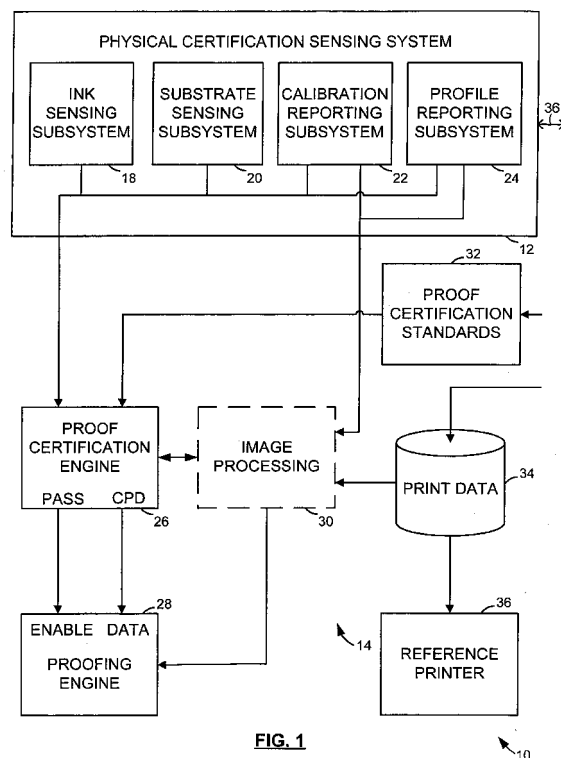 PHYSICAL CERTIFICATION SENSING SYSTEM
INK
SENSING
SUBSYSTEM
18
SUBSTRATE
SENSING
SUBSYSTEM
20
CALIBRATION
REPORTING
SUBSYSTEM
22
PROFILE
REPORTING
SUBSYSTEM
24
36
12
32
PROOF
CERTIFICATION
STANDARDS
PROOF
CERTIFICATION
ENGINE
PASS CPD
26
IMAGE
PROCESSING
30
PRINT DATA
34
28
ENABLE DATA
PROOFING
ENGINE
14
36
REFERENCE
PRINTER
FIG. 1
10